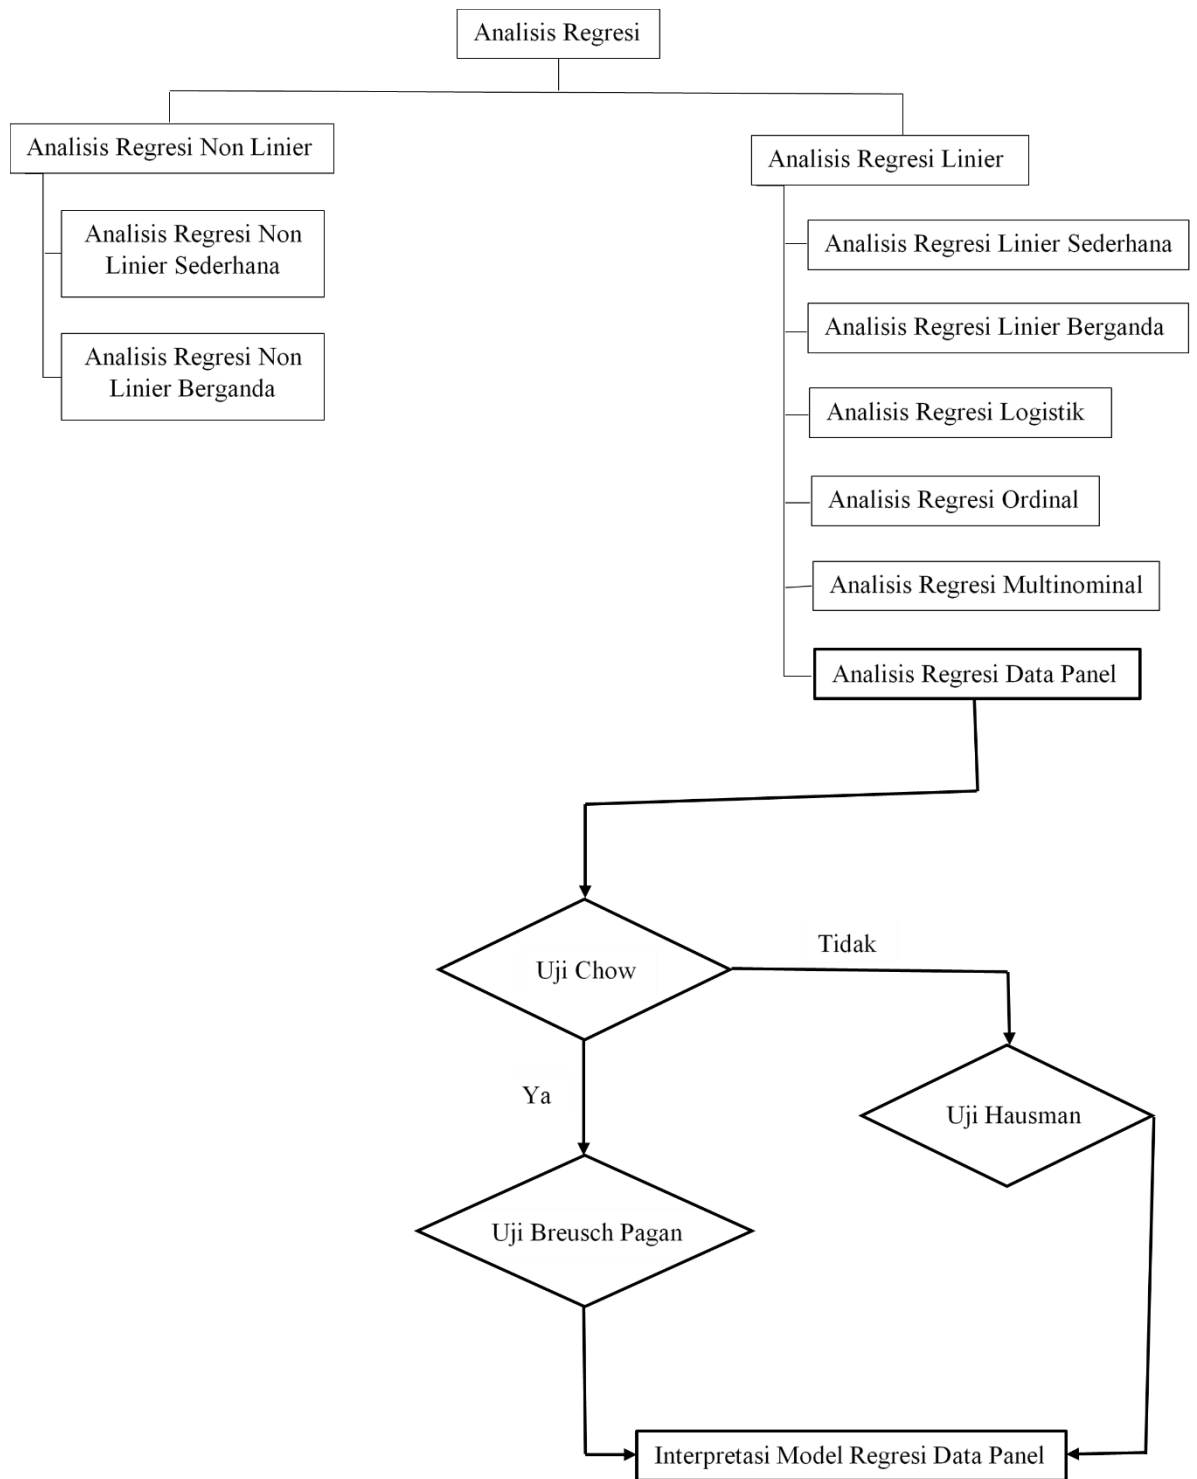 Analisis Regresi
Analisis Regresi Non Linier
Analisis Regresi Non
Linier Sederhana
Analisis Regresi Non
Linier Berganda
Analisis Regresi Linier
Analisis Regresi Linier Sederhana
Analisis Regresi Linier Berganda
Analisis Regresi Logistik
Analisis Regresi Ordinal
Analisis Regresi Multinominal
Analisis Regresi Data Panel
Uji Chow
Tidak
Ya
Uji Hausman
Uji Breusch Pagan
Interpretasi Model Regresi Data Panel